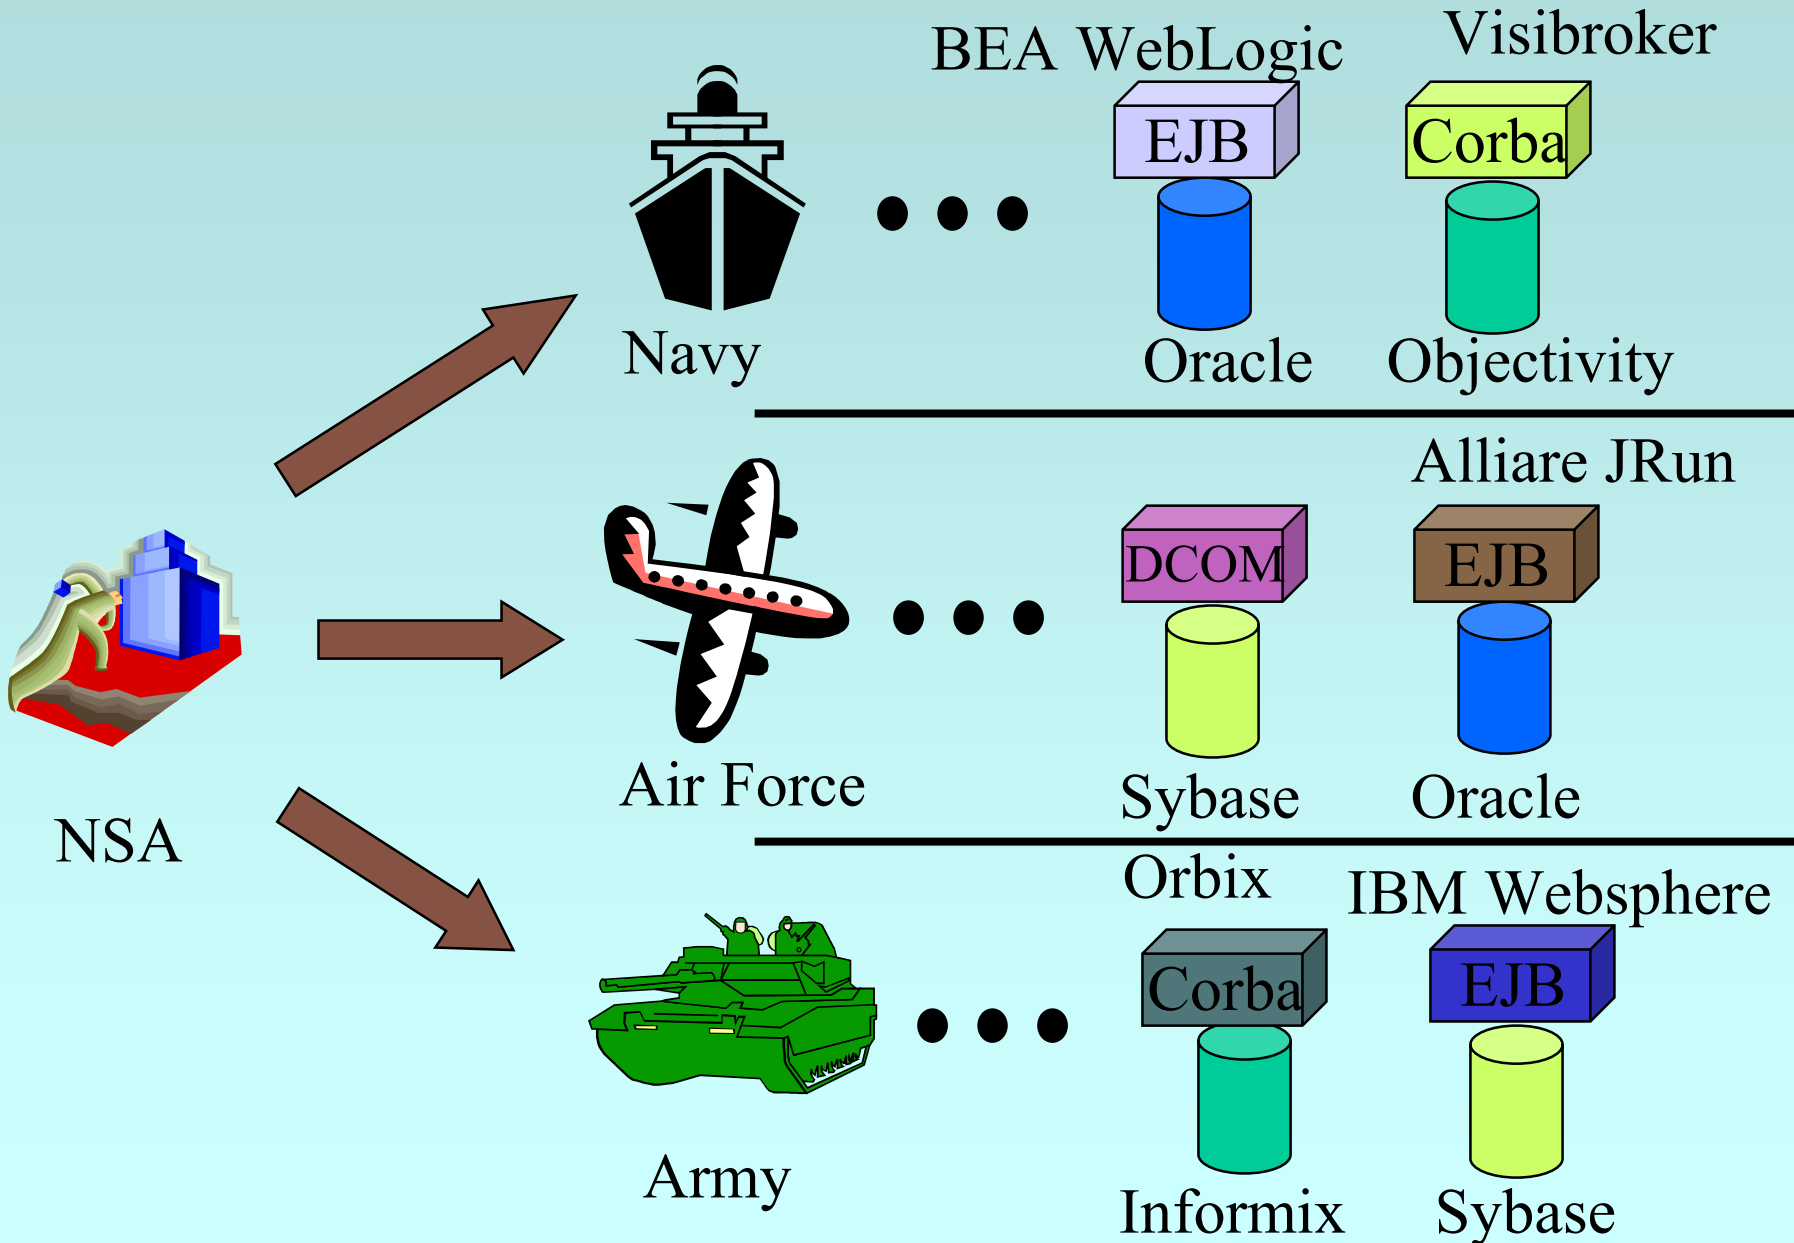 BEA WebLogic
Visibroker
EJB
Corba
Navy
Oracle
Objectivity
Alliare JRun
DCOM
EJB
Air Force
Sybase
Oracle
NSA
Orbix
IBM Websphere
Corba
EJB
Army
Informix
Sybase